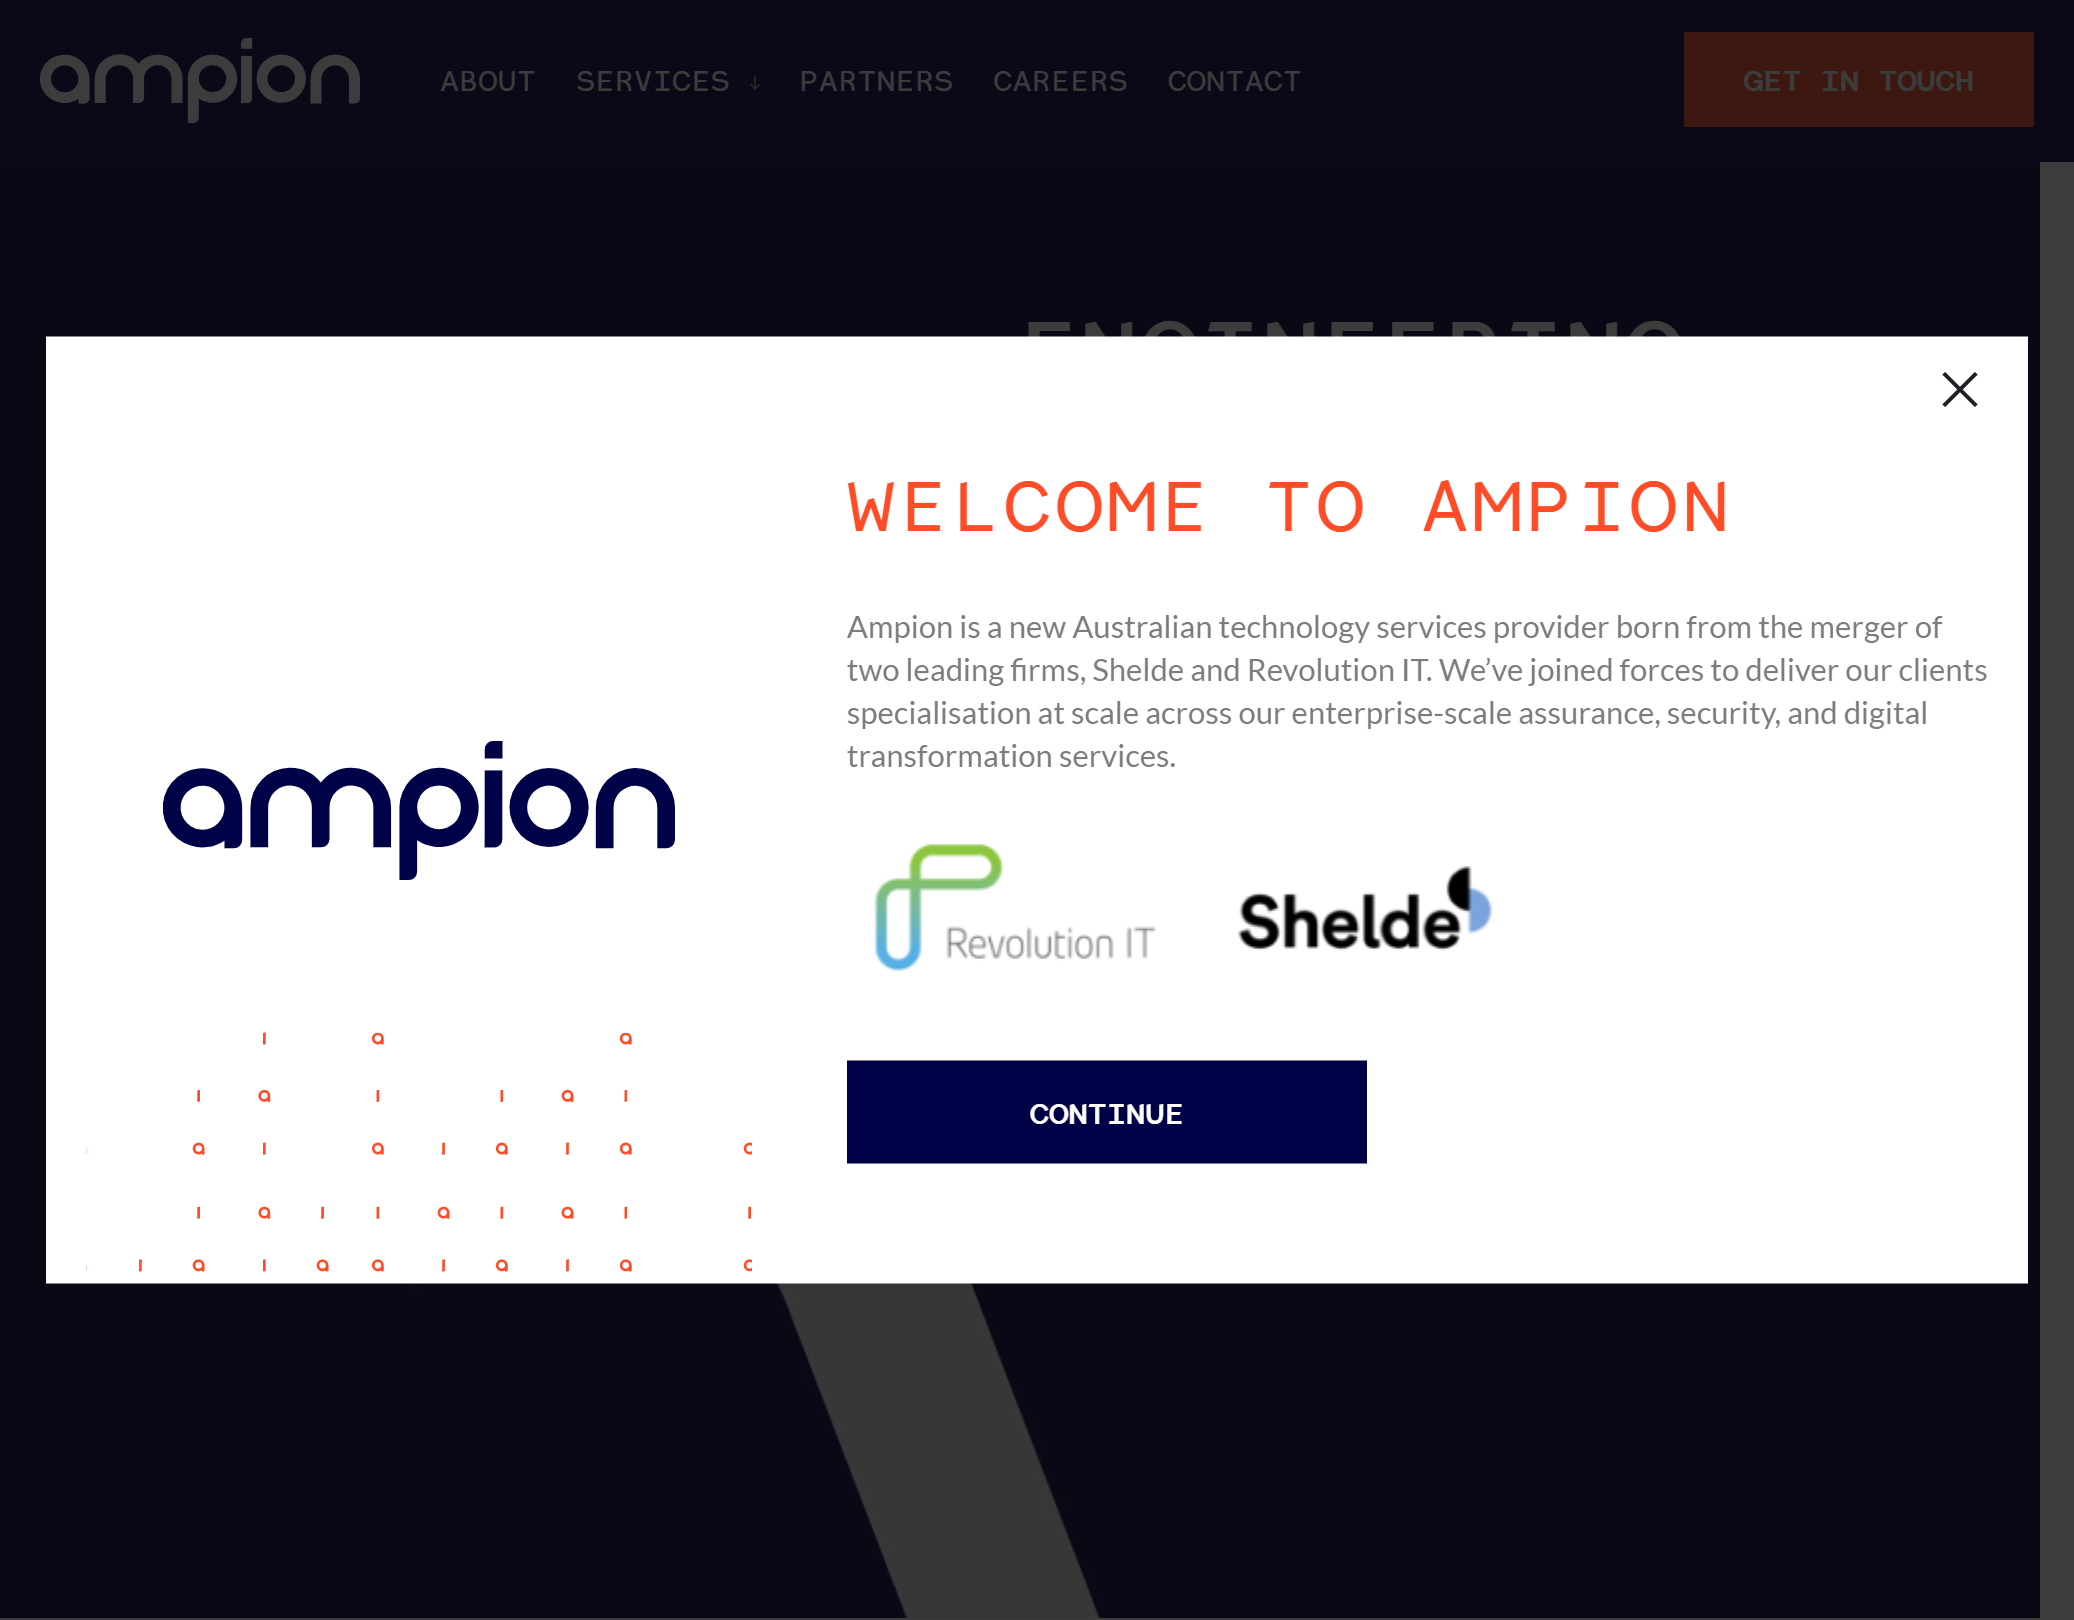 ampion
ABOUT SERVICES ↓ PARTNERS CAREERS CONTACT
GET IN TOUCH
ENGINEERING
WELCOME TO AMPION
Ampion is a new Australian technology services provider born from the merger of
two leading firms, Shelde and Revolution IT. We’ve joined forces to deliver our clients
specialisation at scale across our enterprise-scale assurance, security, and digital
transformation services.
ampion
Revolution IT
Shelde
CONTINUE